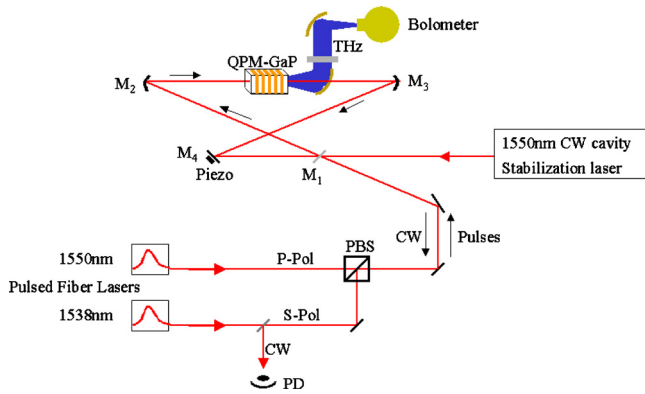 Bolometer
QPM-GaP
THz
M2
M3
M4
Piezo
M1
1550nm CW cavity
Stabilization laser
CW
Pulses
1550nm
P-Pol
PBS
Pulsed Fiber Lasers
1538nm
S-Pol
CW
PD